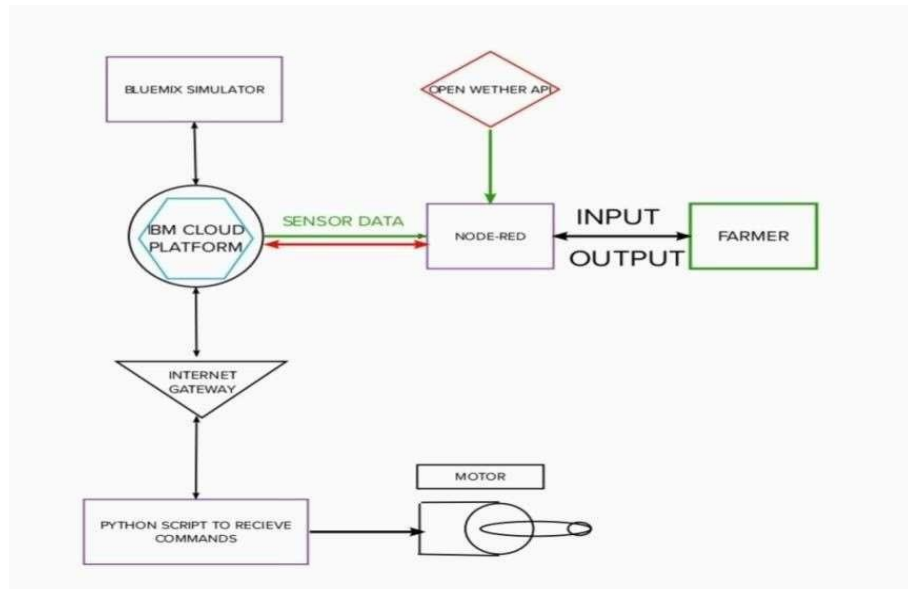 BLUEMIX SIMULATOR
OPEN WETHER API
IBM CLOUD
PLATFORM
SENSOR DATA
NODE-RED
INPUT
OUTPUT
FARMER
INTERNET
GATEWAY
MOTOR
PYTHON SCRIPT TO RECIEVE
COMMANDS